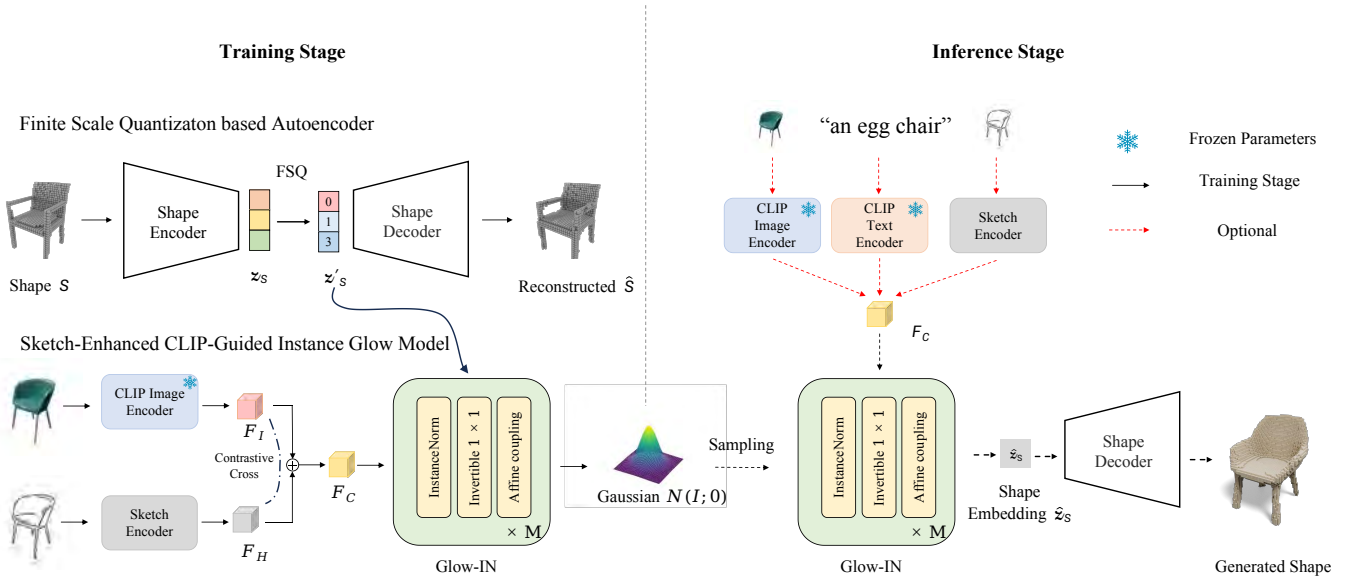 Training Stage
Inference Stage
Finite Scale Quantizaton based Autoencoder
Shape
Encoder
FSQ
0
1
3
Shape
Decoder
Shape S
z_S
z'_S
Reconstructed Ŝ
Sketch-Enhanced CLIP-Guided Instance Glow Model
CLIP Image
Encoder
F_I
Contrastive
Cross
F_C
Sketch
Encoder
F_H
InstanceNorm
Invertible 1 × 1
Affine coupling
× M
Glow-IN
Gaussian N(I; 0)
Sampling
“an egg chair”
CLIP
Image
Encoder
CLIP
Text
Encoder
Sketch
Encoder
F_C
Frozen Parameters
Training Stage
Optional
InstanceNorm
Invertible 1 × 1
Affine coupling
× M
Glow-IN
ẑ_S
Shape
Embedding ẑ_S
Shape
Decoder
Generated Shape